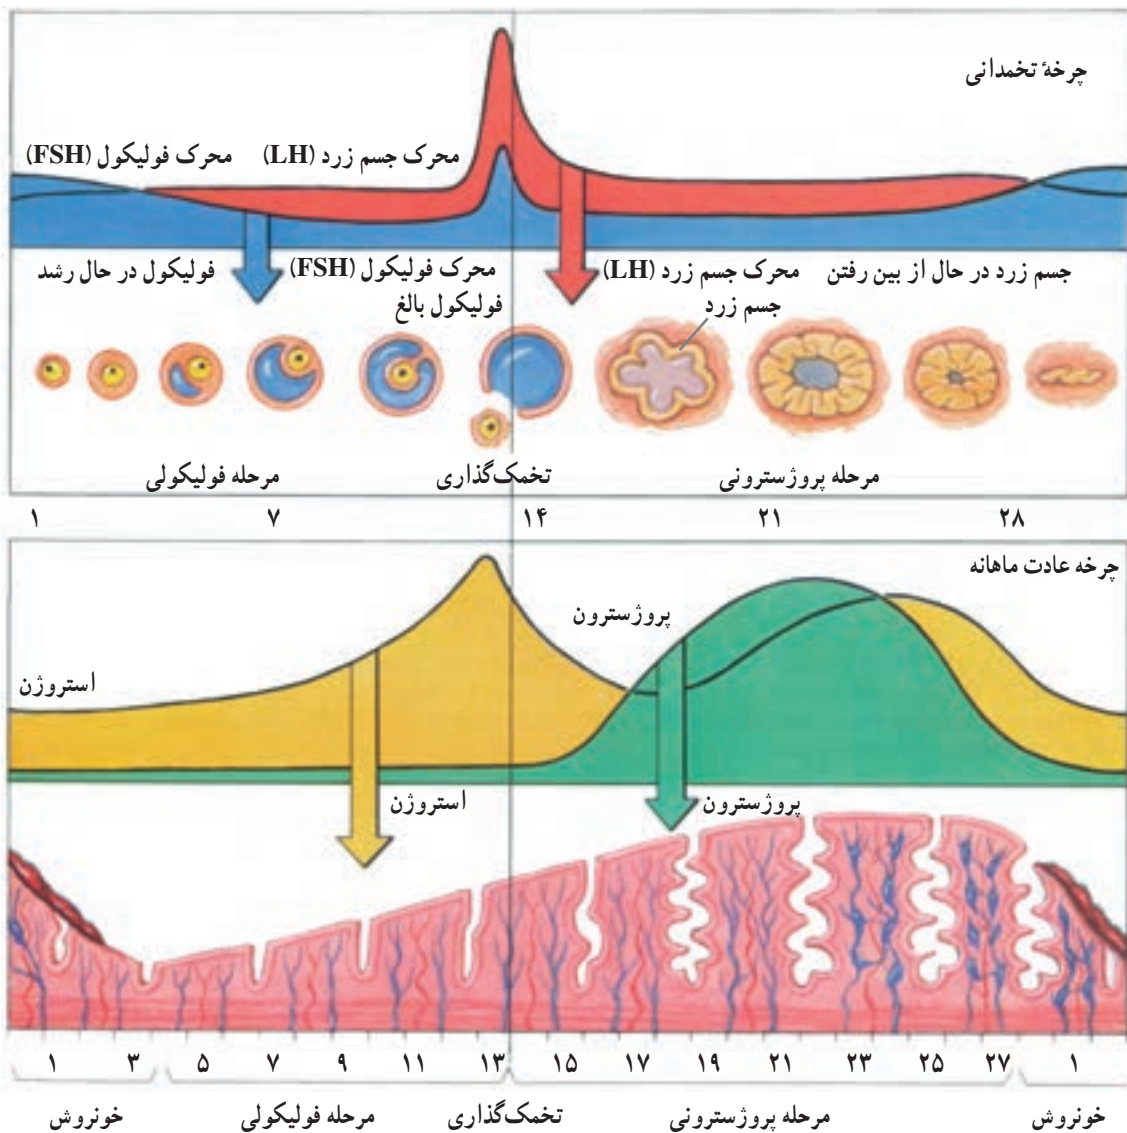 چرخهٔ تخمدانی
محرک فولیکول (FSH)
محرک جسم زرد (LH)
جسم زرد در حال از بین رفتن
محرک جسم زرد (LH)
جسم زرد
محرک فولیکول (FSH)
فولیکول بالغ
فولیکول در حال رشد
مرحله پروژسترونی
تخمک‌گذاری
مرحله فولیکولی
۱ ۷ ۱۴ ۲۱ ۲۸
چرخه عادت ماهانه
پروژسترون
استروژن
پروژسترون
استروژن
۱ ۳ ۵ ۷ ۹ ۱۱ ۱۳ ۱۵ ۱۷ ۱۹ ۲۱ ۲۳ ۲۵ ۲۷ ۱
خونروش مرحله پروژسترونی تخمک‌گذاری مرحله فولیکولی خونروش